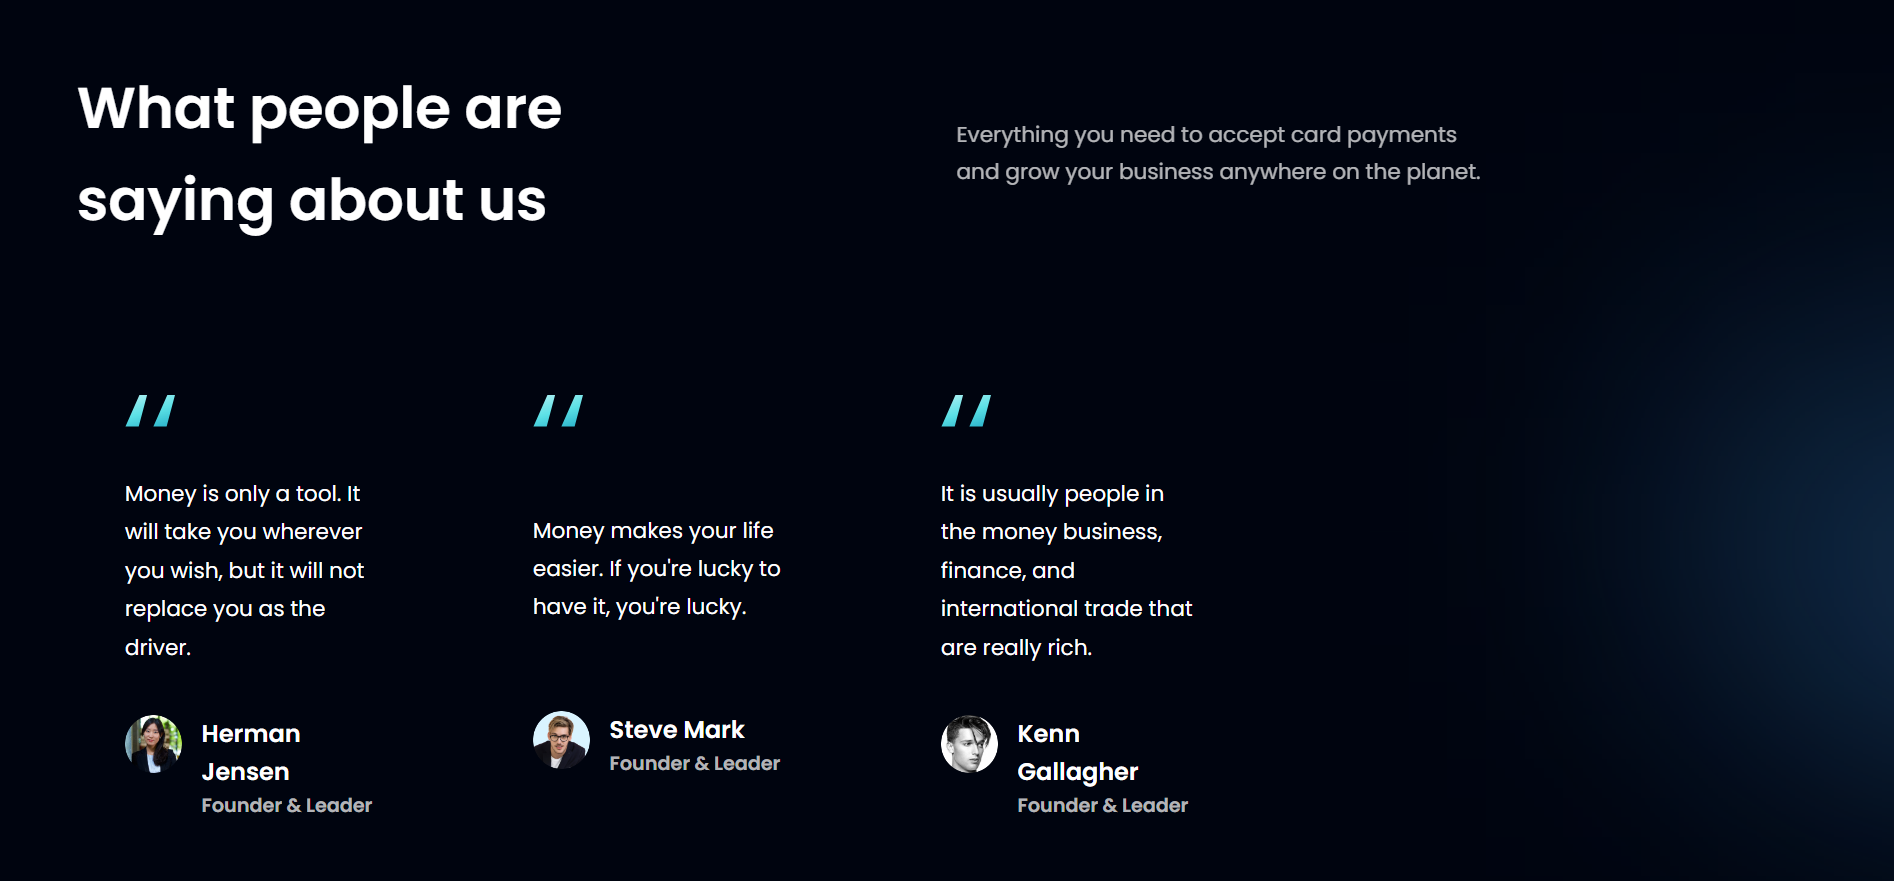 What people are
saying about us
Everything you need to accept card payments
and grow your business anywhere on the planet.
Money is only a tool. It
will take you wherever
you wish, but it will not
replace you as the
driver.
Herman
Jensen
Founder & Leader
Money makes your life
easier. If you're lucky to
have it, you're lucky.
Steve Mark
Founder & Leader
It is usually people in
the money business,
finance, and
international trade that
are really rich.
Kenn
Gallagher
Founder & Leader